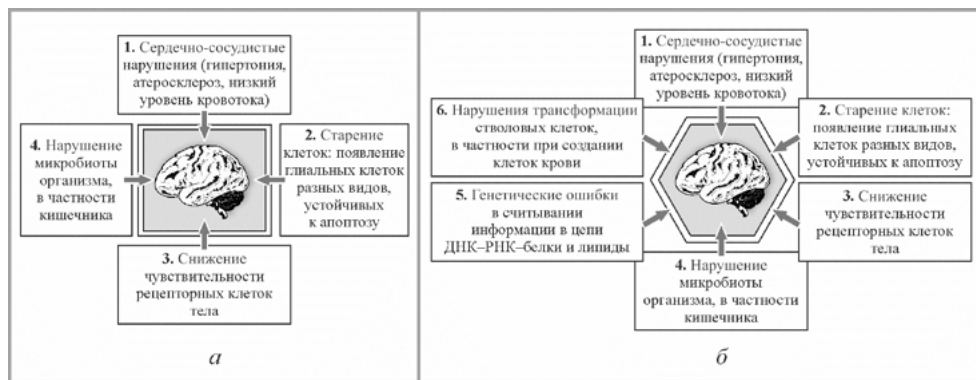 1. Сердечно-сосудистые
нарушения (гипертония,
атеросклероз, низкий
уровень кровотока)
4. Нарушение
микробиоты
организма,
в частности
кишечника
2. Старение
клеток: появление
глиальных клеток
разных видов,
устойчивых
к апоптозу
3. Снижение
чувствительности
рецепторных клеток
тела
а
1. Сердечно-сосудистые
нарушения (гипертония,
атеросклероз, низкий
уровень кровотока)
6. Нарушения трансформации
стволовых клеток,
в частности при создании
клеток крови
2. Старение клеток:
появление глиальных
клеток разных видов,
устойчивых к апоптозу
5. Генетические ошибки
в считывании
информации в цепи
ДНК–РНК–белки и липиды
3. Снижение
чувствительности
рецепторных клеток
тела
4. Нарушение
микробиоты
организма, в частности
кишечника
б